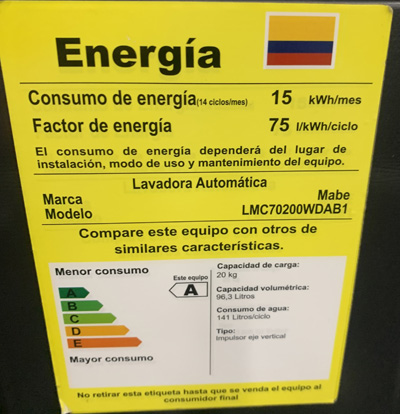 Energía
Consumo de energía(14 ciclos/mes) 15 kWh/mes
Factor de energía 75 l/kWh/ciclo
El consumo de energía dependerá del lugar de
instalación, modo de uso y mantenimiento del equipo.
Lavadora Automática
Marca Mabe
Modelo LMC70200WDAB1
Compare este equipo con otros de
similares características.
Menor consumo
Este equipo
A
A
B
C
D
E
Mayor consumo
Capacidad de carga:
20 kg
Capacidad volumétrica:
96,3 Litros
Consumo de agua:
141 Litros/ciclo
Tipo:
Impulsor eje vertical
No retirar esta etiqueta hasta que se venda el equipo al
consumidor final